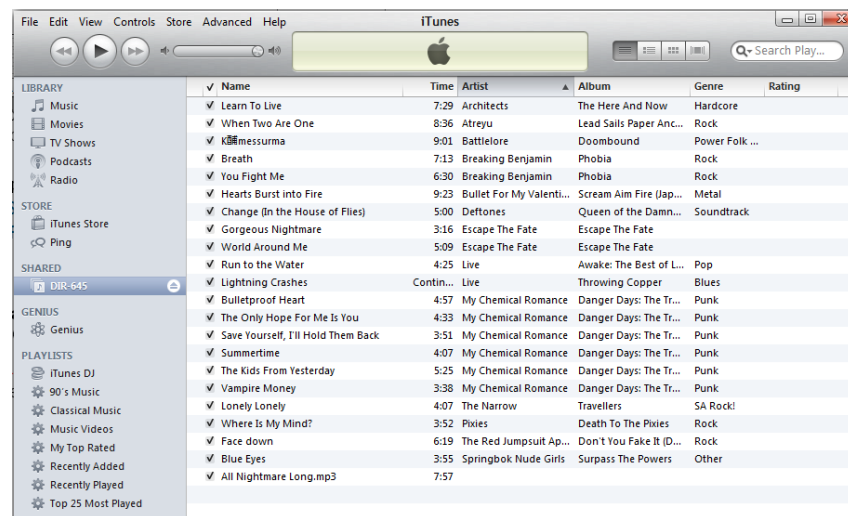 File Edit View Controls Store Advanced Help iTunes
Search Play...
LIBRARY
Music
Movies
TV Shows
Podcasts
Radio
STORE
iTunes Store
Ping
SHARED
DIR-645
GENIUS
Genius
PLAYLISTS
iTunes DJ
90's Music
Classical Music
Music Videos
My Top Rated
Recently Added
Recently Played
Top 25 Most Played
Name Time Artist Album Genre Rating
Learn To Live 7:29 Architects The Here And Now Hardcore
When Two Are One 8:36 Atreyu Lead Sails Paper Anc... Rock
9:01 Battlelore Doombound Power Folk ...
Breath 7:13 Breaking Benjamin Phobia Rock
You Fight Me 6:30 Breaking Benjamin Phobia Rock
Hearts Burst into Fire 9:23 Bullet For My Valenti... Scream Aim Fire (Jap... Metal
Change (In the House of Flies) 5:00 Deftones Queen of the Damn... Soundtrack
Gorgeous Nightmare 3:16 Escape The Fate Escape The Fate
World Around Me 5:09 Escape The Fate Escape The Fate
Run to the Water 4:25 Live Awake: The Best of L... Pop
Lightning Crashes Contin... Live Throwing Copper Blues
Bulletproof Heart 4:57 My Chemical Romance Danger Days: The Tr... Punk
The Only Hope For Me Is You 4:33 My Chemical Romance Danger Days: The Tr... Punk
Save Yourself, I'll Hold Them Back 3:51 My Chemical Romance Danger Days: The Tr... Punk
Summertime 4:07 My Chemical Romance Danger Days: The Tr... Punk
The Kids From Yesterday 5:25 My Chemical Romance Danger Days: The Tr... Punk
Vampire Money 3:38 My Chemical Romance Danger Days: The Tr... Punk
Lonely Lonely 4:07 The Narrow Travellers SA Rock!
Where Is My Mind? 3:52 Pixies Death To The Pixies Rock
Face down 6:19 The Red Jumpsuit Ap... Don't You Fake It (D... Rock
Blue Eyes 3:55 Springbok Nude Girls Surpass The Powers Other
All Nightmare Long.mp3 7:57